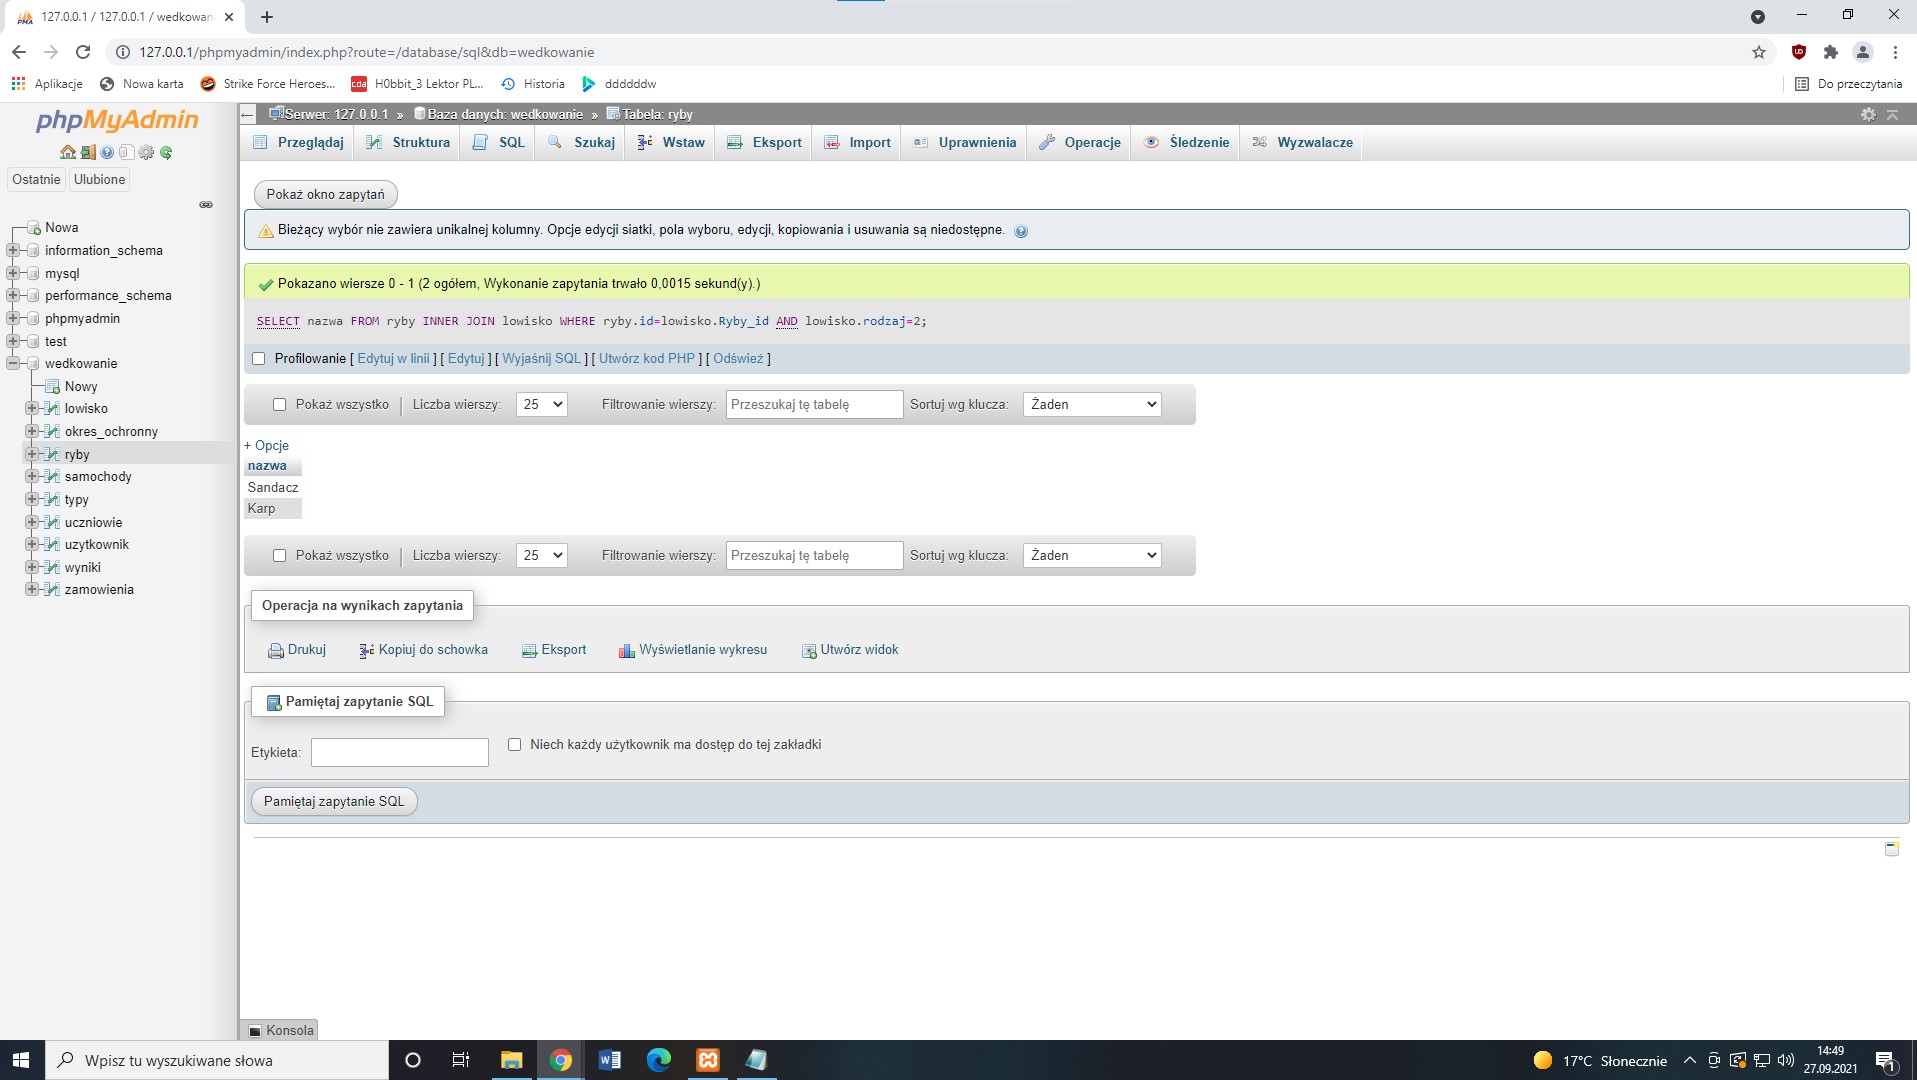 127.0.0.1 / 127.0.0.1 / wedkowan
127.0.0.1/phpmyadmin/index.php?route=/database/sql&db=wedkowanie
Aplikacje
Nowa karta
Strike Force Heroes...
H0bbit_3 Lektor PL...
Historia
ddddddw
Do przeczytania
phpMyAdmin
Ostatnie
Ulubione
Nowa
information_schema
mysql
performance_schema
phpmyadmin
test
wedkowanie
Nowy
lowisko
okres_ochronny
ryby
samochody
typy
uczniowie
uzytkownik
wyniki
zamowienia
Serwer: 127.0.0.1 » Baza danych: wedkowanie » Tabela: ryby
Przeglądaj
Struktura
SQL
Szukaj
Wstaw
Eksport
Import
Uprawnienia
Operacje
Śledzenie
Wyzwalacze
Pokaż okno zapytań
Bieżący wybór nie zawiera unikalnej kolumny. Opcje edycji siatki, pola wyboru, edycji, kopiowania i usuwania są niedostępne.
Pokazano wiersze 0 - 1 (2 ogółem, Wykonanie zapytania trwało 0,0015 sekund(y).)
SELECT nazwa FROM ryby INNER JOIN lowisko WHERE ryby.id=lowisko.Ryby_id AND lowisko.rodzaj=2;
Profilowanie [ Edytuj w linii ] [ Edytuj ] [ Wyjaśnij SQL ] [ Utwórz kod PHP ] [ Odśwież ]
Pokaż wszystko | Liczba wierszy: 25 Filtrowanie wierszy: Przeszukaj tę tabelę Sortuj wg klucza: Żaden
+ Opcje
nazwa
Sandacz
Karp
Pokaż wszystko | Liczba wierszy: 25 Filtrowanie wierszy: Przeszukaj tę tabelę Sortuj wg klucza: Żaden
Operacja na wynikach zapytania
Drukuj
Kopiuj do schowka
Eksport
Wyświetlanie wykresu
Utwórz widok
Pamiętaj zapytanie SQL
Etykieta:
Niech każdy użytkownik ma dostęp do tej zakładki
Pamiętaj zapytanie SQL
Konsola
Wpisz tu wyszukiwane słowa
17°C Słonecznie
14:49
27.09.2021
1